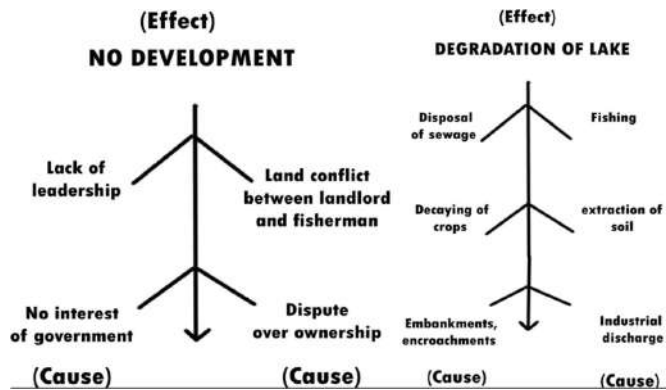 (Effect)
NO DEVELOPMENT
Lack of
leadership
Land conflict
between landlord
and fisherman
No interest
of government
Dispute
over ownership
(Cause)
(Cause)
(Effect)
DEGRADATION OF LAKE
Disposal
of sewage
Fishing
Decaying of
crops
extraction of
soil
Embankments,
encroachments
Industrial
discharge
(Cause)
(Cause)